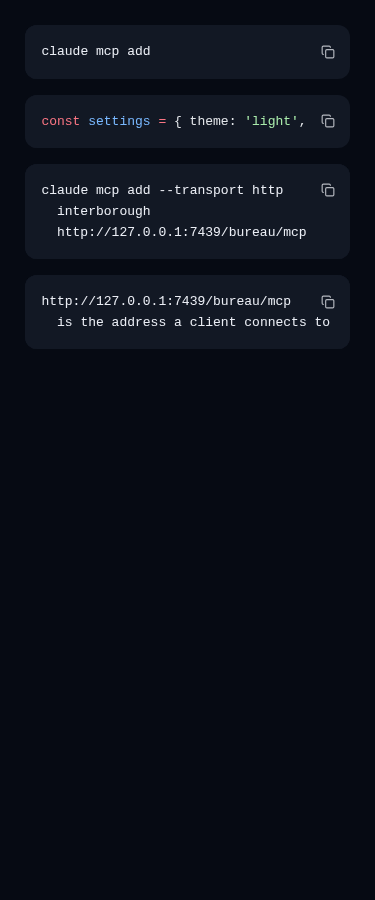 claude mcp add
const settings = { theme: 'light',
claude mcp add --transport http
interborough
http://127.0.0.1:7439/bureau/mcp
http://127.0.0.1:7439/bureau/mcp
is the address a client connects to